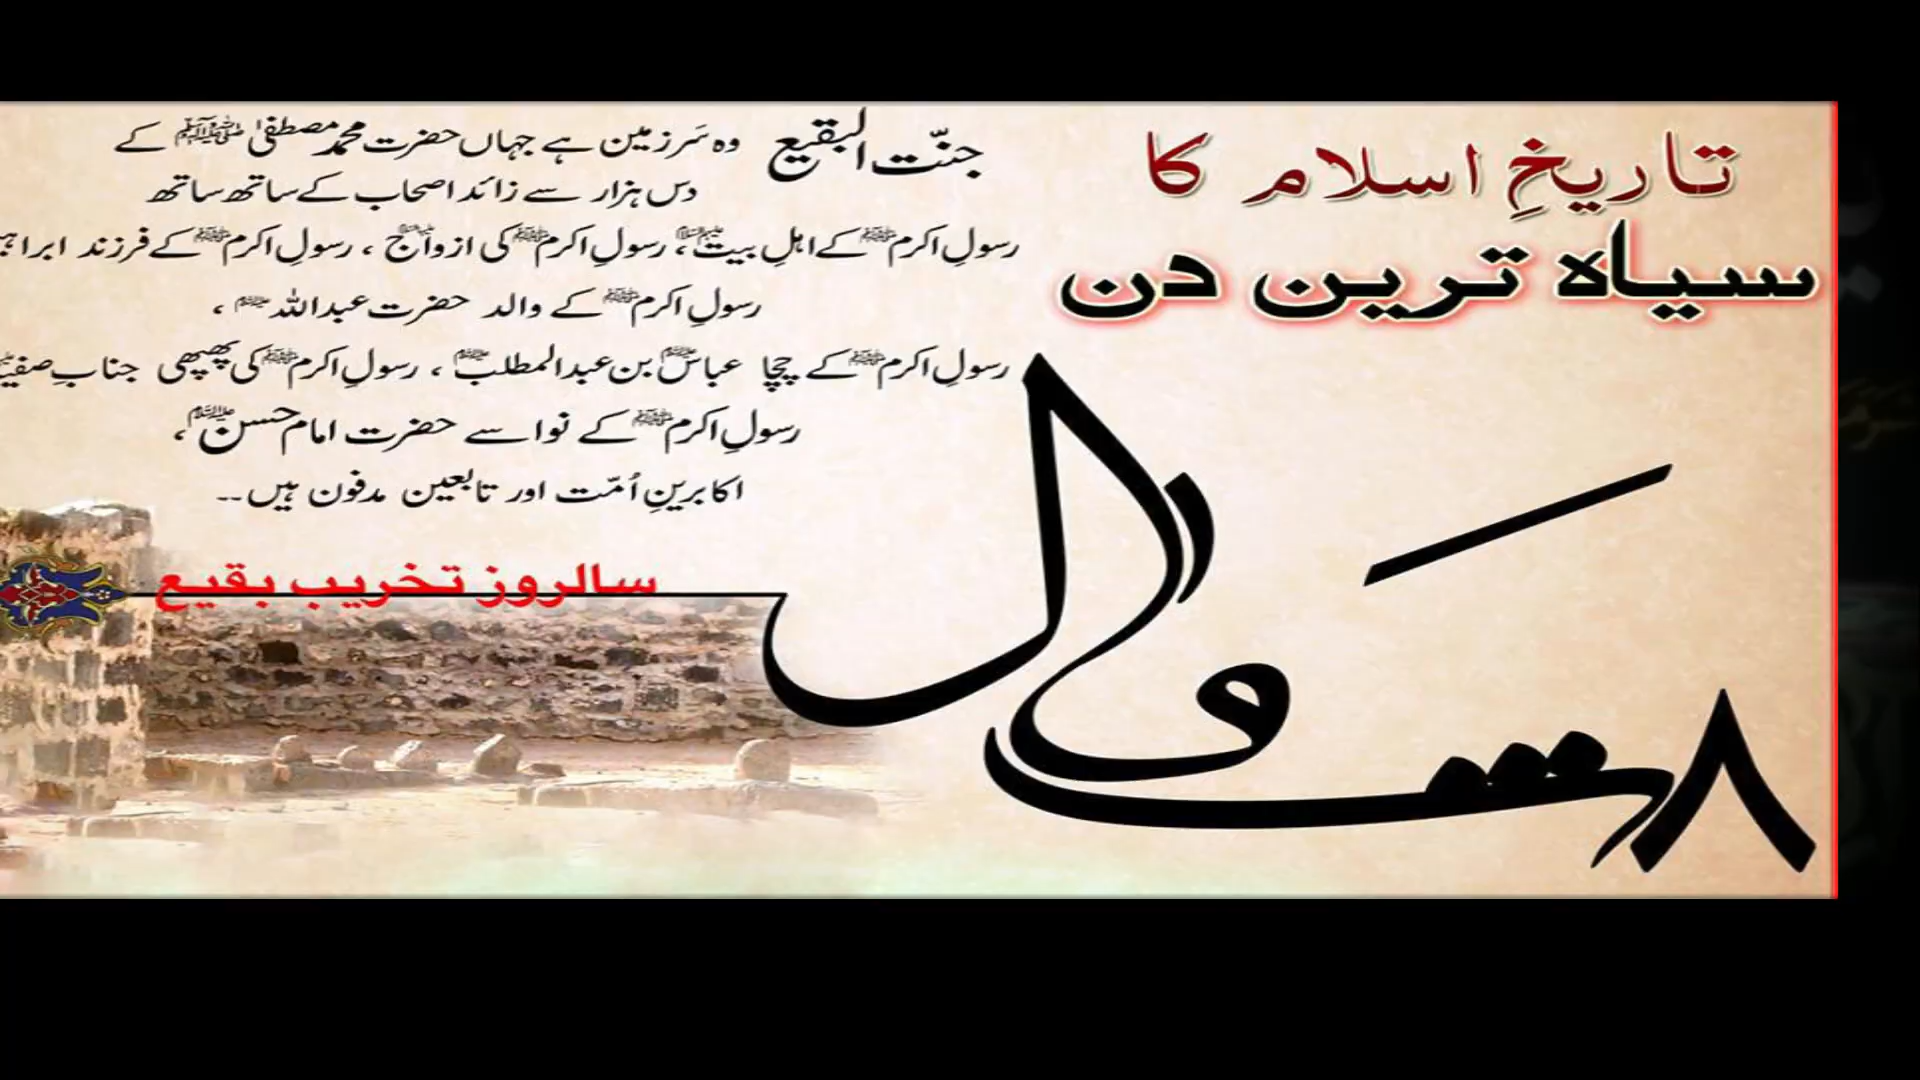 تاریخِ اسلام کا
سیاہ ترین دن
جنّت البقیع وہ سَرزمین ہے جہاں حضرت محمد مصطفیٰ ﷺ کے
دس ہزار سے زائد اصحاب کے ساتھ ساتھ
رسولِ اکرم ﷺ کے اہلِ بیتؑ، رسولِ اکرم ﷺ کی ازواج، رسولِ اکرم ﷺ کے فرزند
رسولِ اکرم ﷺ کے والد حضرت عبداللہؑ،
رسولِ اکرم ﷺ کے چچا عباسؑ بن عبدالمطلبؑ، رسولِ اکرم ﷺ کی پھپھی جنابِ صفیہ
رسولِ اکرم ﷺ کے نواسے حضرت امام حسنؑ،
اکابرینِ اُمّت اور تابعین مدفون ہیں۔۔
سالروز تخریب بقیع
۸ شَوال